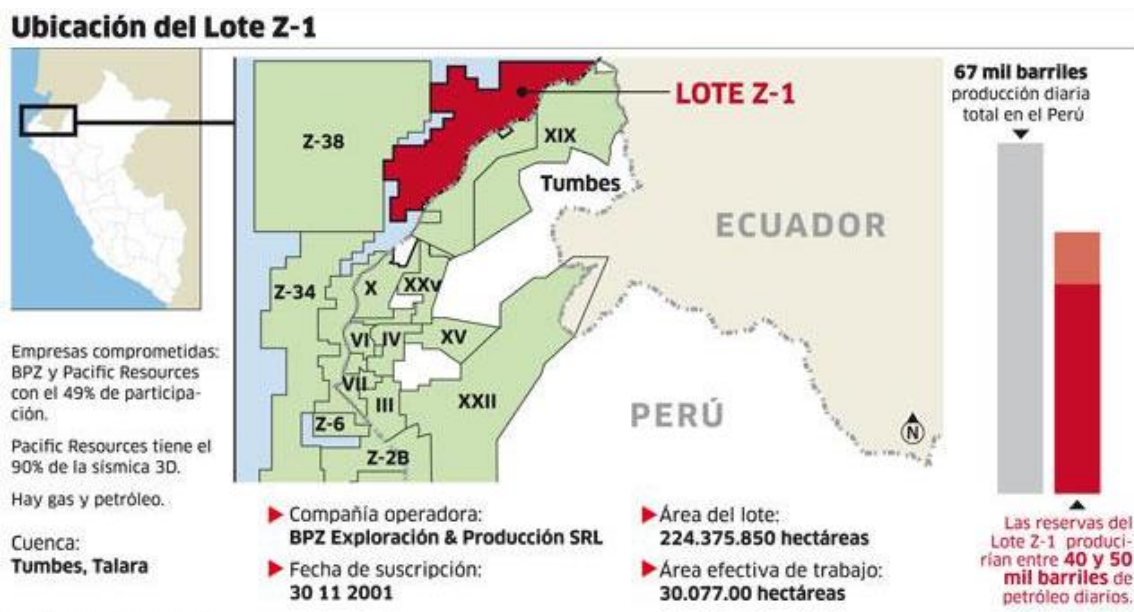 Ubicación del Lote Z-1
Z-38
LOTE Z-1
XIX
Tumbes
ECUADOR
Z-34
X
XXv
VI
IV
XV
VII
III
XXII
Z-6
Z-2B
PERÚ
N
67 mil barriles
producción diaria
total en el Perú
Las reservas del
Lote Z-1 produci-
rían entre 40 y 50
mil barriles de
petróleo diarios.
Empresas comprometidas:
BPZ y Pacific Resources
con el 49% de participa-
ción.
Pacific Resources tiene el
90% de la sísmica 3D.
Hay gas y petróleo.
Cuenca:
Tumbes, Talara
Compañía operadora:
BPZ Exploración & Producción SRL
Fecha de suscripción:
30 11 2001
Área del lote:
224.375.850 hectáreas
Área efectiva de trabajo:
30.077.00 hectáreas